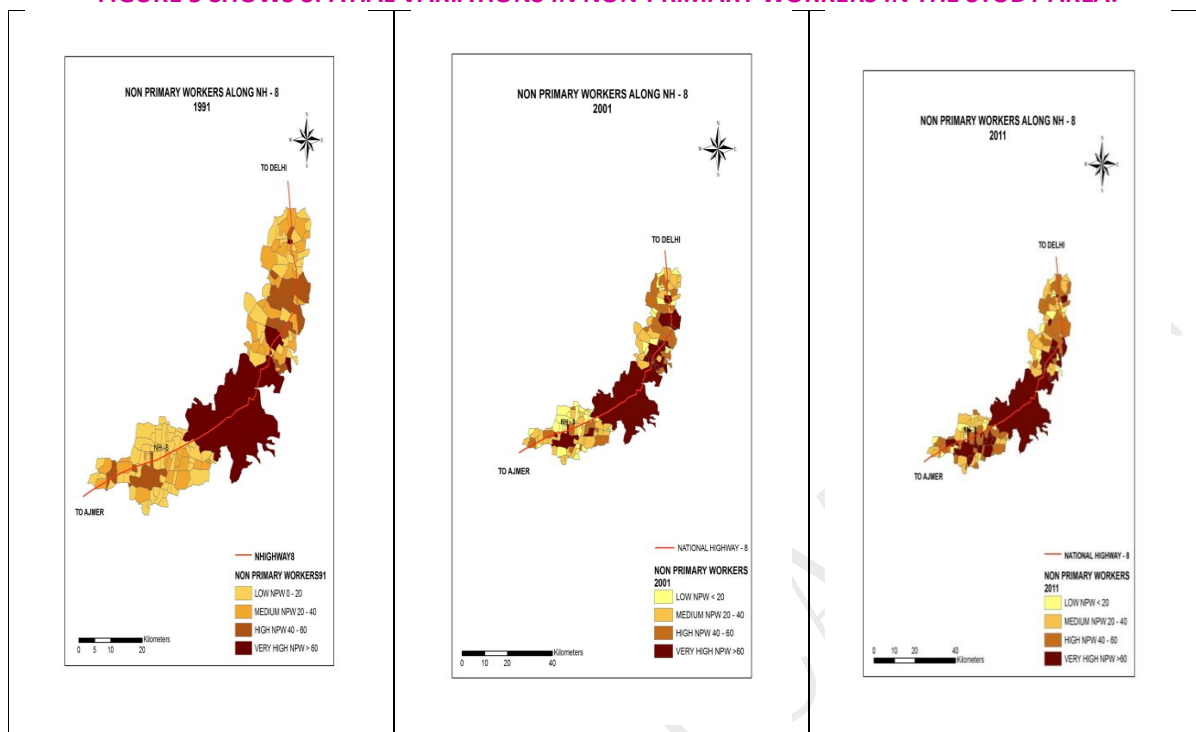 FIGURE 3 SHOWS SPATIAL VARIATIONS IN NON PRIMARY WORKERS IN THE STUDY AREA.
NON PRIMARY WORKERS ALONG NH - 8
1991
N
W E
S
TO DELHI
NH-8
TO AJMER
NHIGHWAY8
NON PRIMARY WORKERS91
LOW NPW 0 - 20
MEDIUM NPW 20 - 40
HIGH NPW 40 - 60
VERY HIGH NPW > 60
Kilometers
0 5 10 20
NON PRIMARY WORKERS ALONG NH - 8
2001
N
W E
S
TO DELHI
NH-8
TO AJMER
NATIONAL HIGHWAY - 8
NON PRIMARY WORKERS
2001
LOW NPW < 20
MEDIUM NPW 20 - 40
HIGH NPW 40 - 60
VERY HIGH NPW >60
Kilometers
0 10 20 40
NON PRIMARY WORKERS ALONG NH - 8
2011
N
W E
S
TO DELHI
TO AJMER
NATIONAL HIGHWAY - 8
NON PRIMARY WORKERS
2011
LOW NPW < 20
MEDIUM NPW 20 - 40
HIGH NPW 40 - 60
VERY HIGH NPW >60
0 10 20 40
Kilometers